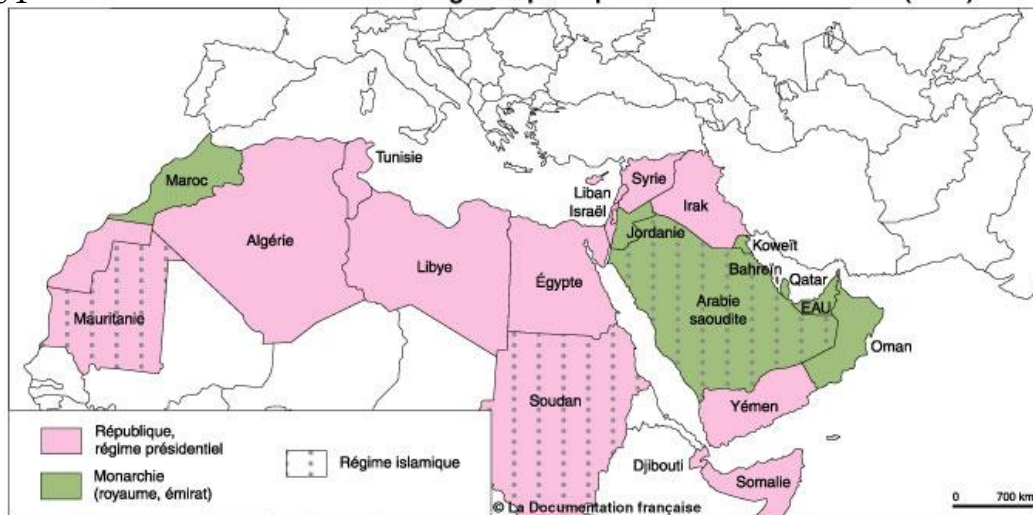 Tunisie
Maroc
Algérie
Libye
Égypte
Mauritanie
Soudan
Syrie
Liban
Israël
Irak
Jordanie
Koweït
Bahreïn
Qatar
EAU
Arabie
saoudite
Oman
Yémen
Djibouti
Somalie
République,
régime présidentiel
Monarchie
(royaume, émirat)
Régime islamique
© La Documentation française
0 700 km